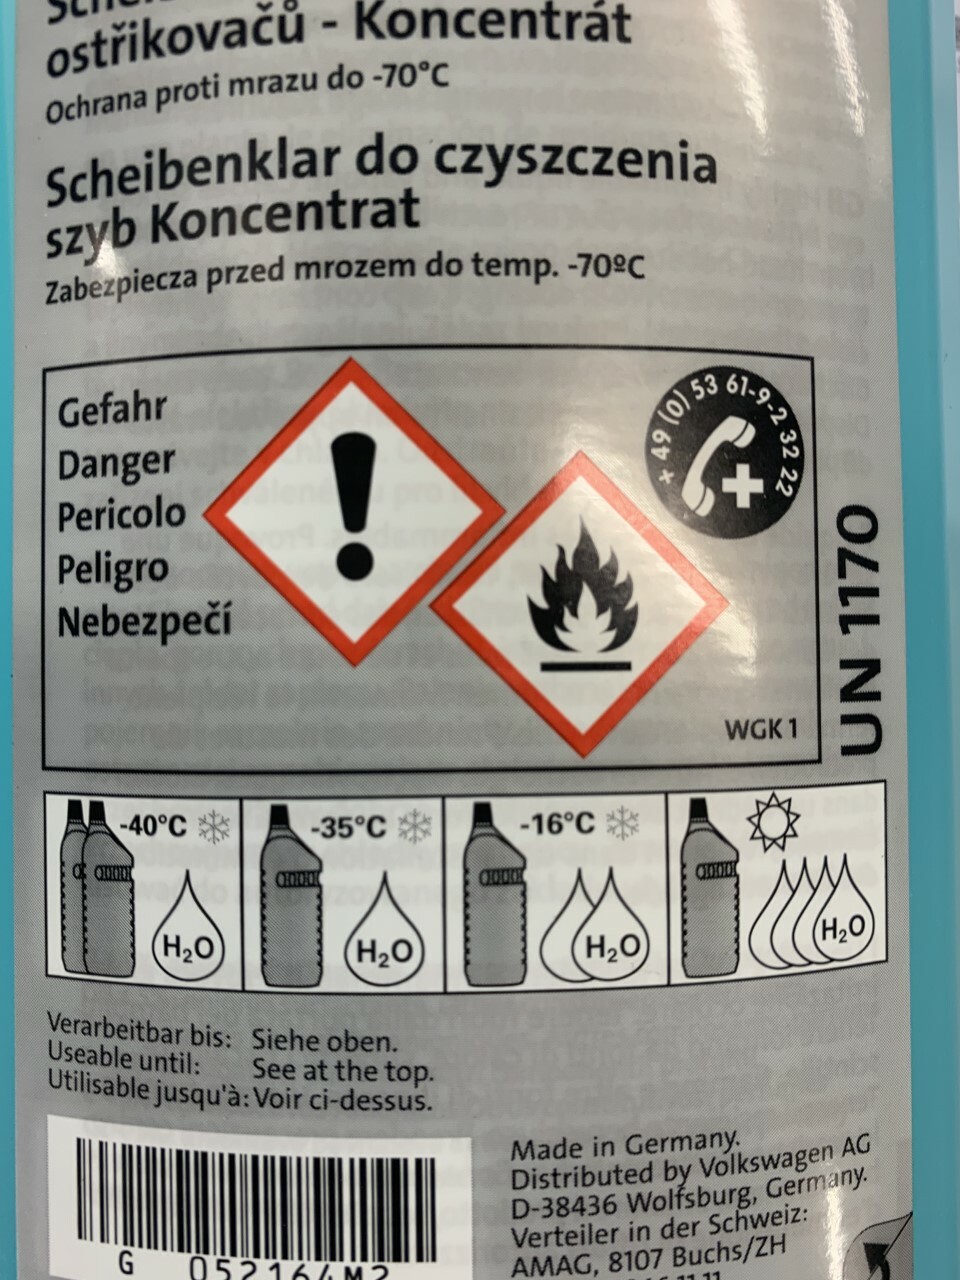 ostřikovačů - Koncentrát
Ochrana proti mrazu do -70°C
Scheibenklar do czyszczenia
szyb Koncentrat
Zabezpiecza przed mrozem do temp. -70ºC
Gefahr
Danger
Pericolo
Peligro
Nebezpečí
+ 49 (0) 53 61-9-2 32 22
WGK 1
UN 1170
-40°C
H₂O
-35°C
H₂O
-16°C
H₂O
H₂O
Verarbeitbar bis: Siehe oben.
Useable until: See at the top.
Utilisable jusqu'à: Voir ci-dessus.
G 052164M2
Made in Germany.
Distributed by Volkswagen AG
D-38436 Wolfsburg, Germany.
Verteiler in der Schweiz:
AMAG, 8107 Buchs/ZH